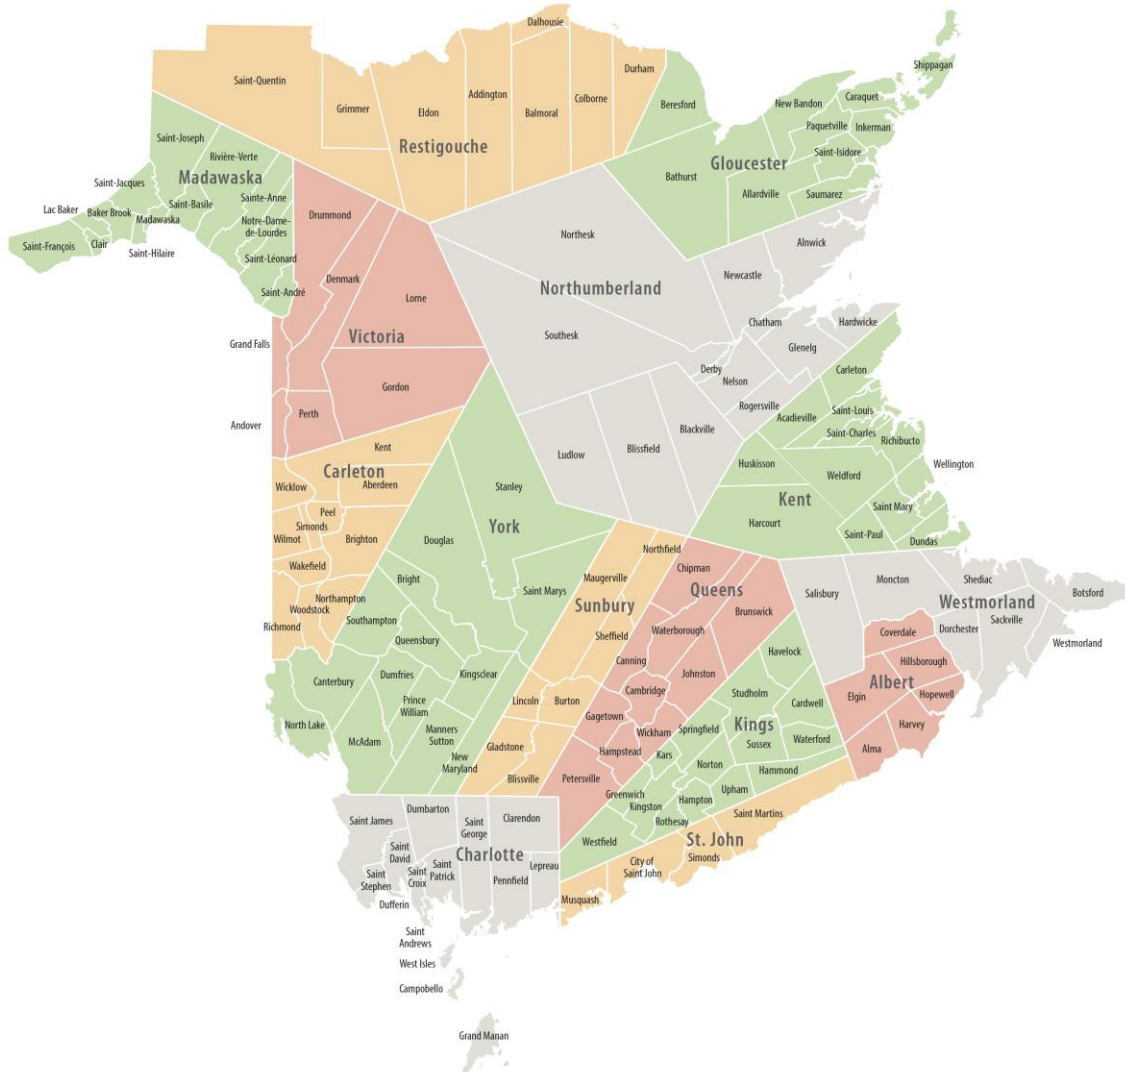 Dalhousie
Saint-Quentin
Grimmer
Eldon
Addington
Balmoral
Colborne
Durham
Restigouche
Shippagan
Beresford
New Bandon
Caraquet
Paquetville
Inkerman
Saint-Isidore
Gloucester
Bathurst
Allardville
Saumarez
Saint-Joseph
Rivière-Verte
Saint-Jacques
Madawaska
Sainte-Anne
Saint-Basile
Lac Baker
Baker Brook
Madawaska
Notre-Dame-
de-Lourdes
Saint-François
Clair
Saint-Hilaire
Saint-Léonard
Saint-André
Drummond
Denmark
Lorne
Victoria
Grand Falls
Gordon
Andover
Perth
Northesk
Alnwick
Newcastle
Northumberland
Southesk
Chatham
Hardwicke
Glenelg
Derby
Nelson
Rogersville
Blackville
Ludlow
Blissfield
Carleton
Acadieville
Saint-Louis
Saint-Charles
Richibucto
Huskisson
Weldford
Wellington
Kent
Harcourt
Saint Mary
Saint-Paul
Dundas
Kent
Carleton
Wicklow
Aberdeen
Peel
Simonds
Wilmot
Brighton
Wakefield
Northampton
Woodstock
Richmond
Stanley
York
Douglas
Bright
Saint Marys
Southampton
Queensbury
Canterbury
Dumfries
Kingsclear
Prince
William
North Lake
McAdam
Manners
Sutton
New
Maryland
Northfield
Maugerville
Sunbury
Sheffield
Lincoln
Burton
Gladstone
Blissville
Chipman
Queens
Brunswick
Waterborough
Canning
Johnston
Cambridge
Gagetown
Wickham
Hampstead
Petersville
Salisbury
Moncton
Shediac
Botsford
Westmorland
Sackville
Dorchester
Westmorland
Coverdale
Hillsborough
Albert
Elgin
Hopewell
Harvey
Alma
Havelock
Studholm
Cardwell
Springfield
Kings
Sussex
Waterford
Kars
Norton
Hammond
Greenwich
Kingston
Hampton
Upham
Rothesay
Westfield
Saint Martins
St. John
Simonds
City of
Saint John
Musquash
Saint James
Dumbarton
Saint
George
Clarendon
Saint
David
Charlotte
Lepreau
Saint
Stephen
Saint
Croix
Saint
Patrick
Pennfield
Dufferin
Saint
Andrews
West Isles
Campobello
Grand Manan